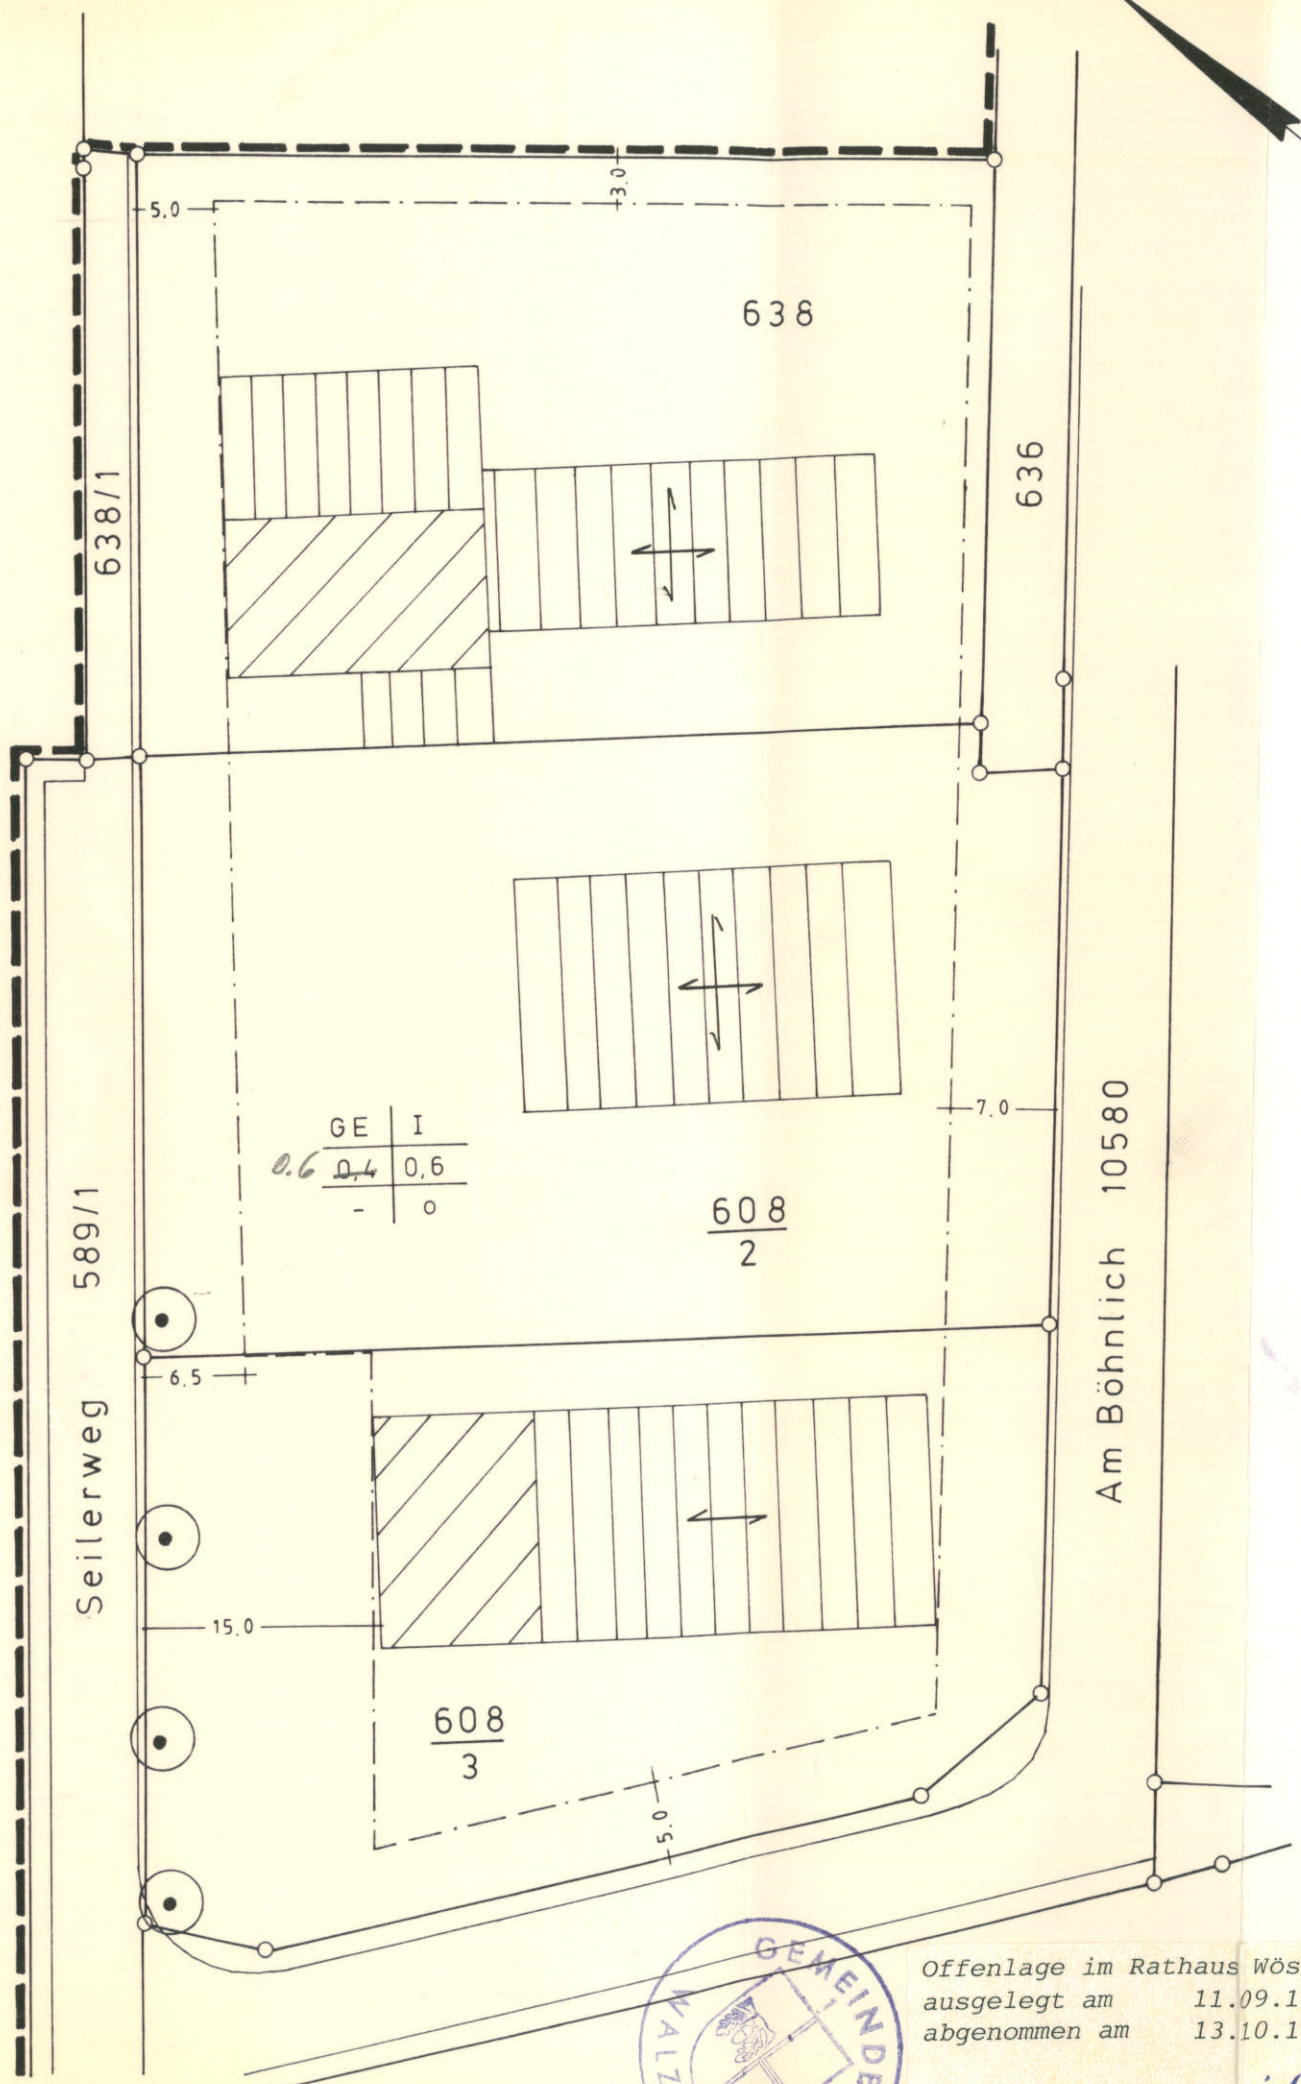 5.0
3.0
638
638/1
636
7.0
GE I
0.6 0,4 0,6
- o
608
2
Am Böhnlich 10580
Seilerweg 589/1
6.5
15.0
608
3
5.0
GEMEINDE
WALZ
Offenlage im Rathaus Wös
ausgelegt am 11.09.1
abgenommen am 13.10.1